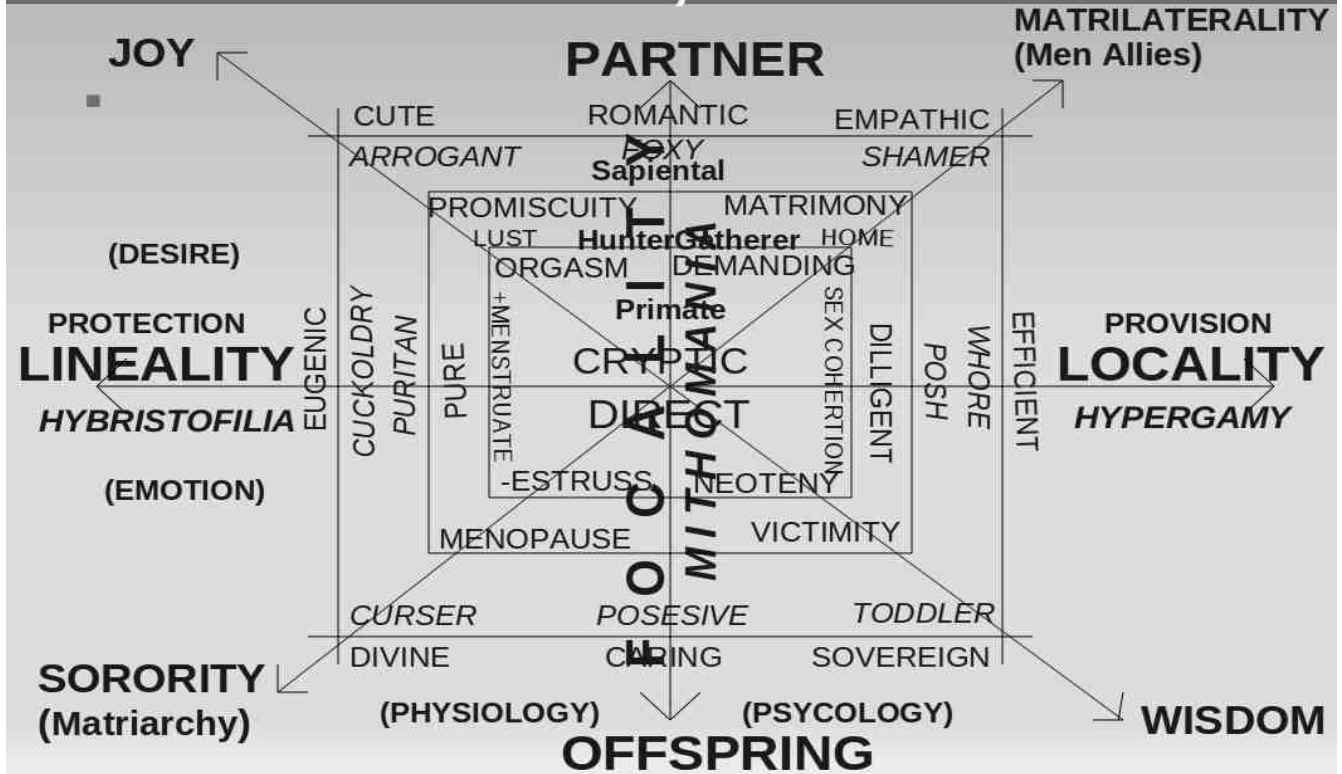 MATRILATERALITY
(Men Allies)
JOY
PARTNER
CUTE
ROMANTIC
EMPATHIC
ARROGANT
FOXY
SHAMER
Sapiental
PROMISCUITY
MATRIMONY
LUST
HunterGatherer
HOME
(DESIRE)
ORGASM
DEMANDING
Primate
PROTECTION
LINEALITY
HYBRISTOFILIA
(EMOTION)
EUGENIC
CUCKOLDRY
PURITAN
PURE
+MENSTRUATE
CRYPTIC
DIRECT
FOCALITY
MITHOMANIA
SEX COHERTION
DILLIGENT
POSH
WHORE
EFFICIENT
PROVISION
LOCALITY
HYPERGAMY
-ESTRUSS
NEOTENY
MENOPAUSE
VICTIMITY
CURSER
POSESIVE
TODDLER
DIVINE
CARING
SOVEREIGN
SORORITY
(Matriarchy)
(PHYSIOLOGY)
(PSYCOLOGY)
WISDOM
OFFSPRING